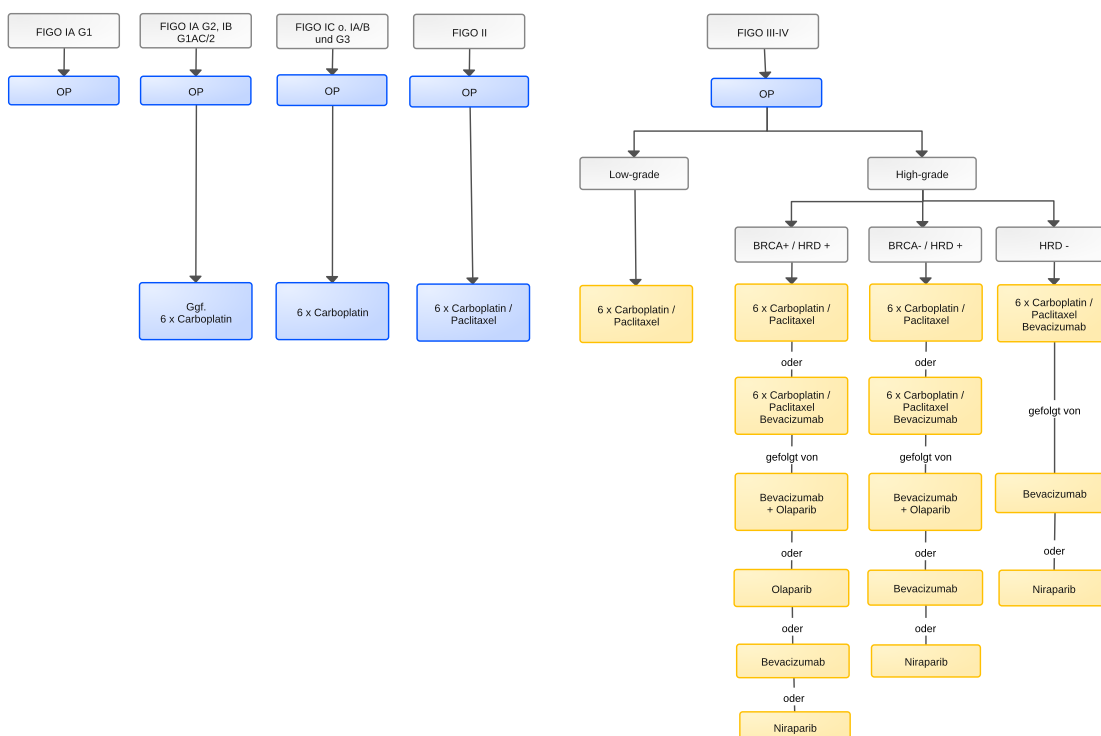 FIGO IA G1
FIGO IA G2, IB
G1AC/2
FIGO IC o. IA/B
und G3
FIGO II
FIGO III-IV
OP
OP
OP
OP
OP
Low-grade
High-grade
BRCA+ / HRD +
BRCA- / HRD +
HRD -
Ggf.
6 x Carboplatin
6 x Carboplatin
6 x Carboplatin /
Paclitaxel
6 x Carboplatin /
Paclitaxel
6 x Carboplatin /
Paclitaxel
6 x Carboplatin /
Paclitaxel
6 x Carboplatin /
Paclitaxel
Bevacizumab
oder
oder
6 x Carboplatin /
Paclitaxel
Bevacizumab
6 x Carboplatin /
Paclitaxel
Bevacizumab
gefolgt von
gefolgt von
gefolgt von
Bevacizumab
+ Olaparib
Bevacizumab
+ Olaparib
Bevacizumab
oder
oder
oder
Olaparib
Bevacizumab
Niraparib
oder
oder
Bevacizumab
Niraparib
oder
Niraparib